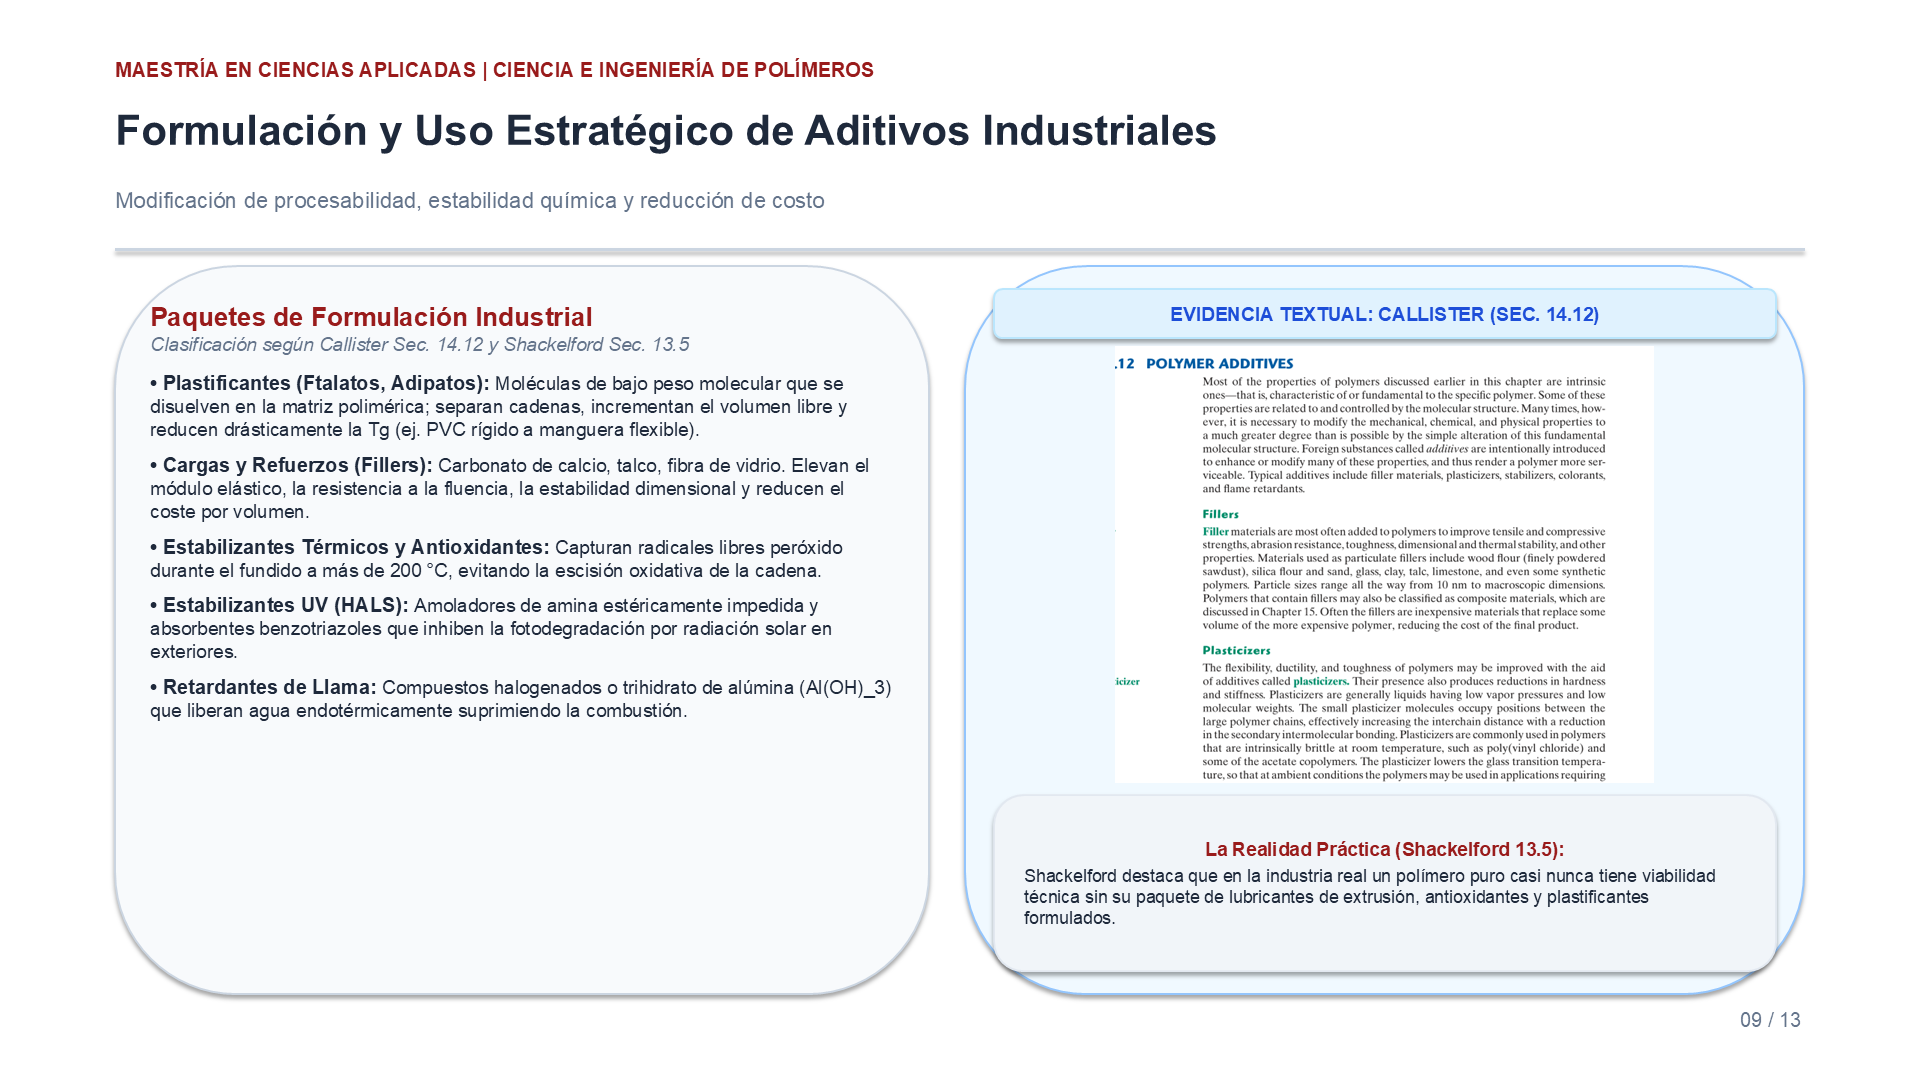 MAESTRÍA EN CIENCIAS APLICADAS | CIENCIA E INGENIERÍA DE POLÍMEROS
Formulación y Uso Estratégico de Aditivos Industriales
Modificación de procesabilidad, estabilidad química y reducción de costo
Paquetes de Formulación Industrial
Clasificación según Callister Sec. 14.12 y Shackelford Sec. 13.5
• Plastificantes (Ftalatos, Adipatos): Moléculas de bajo peso molecular que se
disuelven en la matriz polimérica; separan cadenas, incrementan el volumen libre y
reducen drásticamente la Tg (ej. PVC rígido a manguera flexible).
• Cargas y Refuerzos (Fillers): Carbonato de calcio, talco, fibra de vidrio. Elevan el
módulo elástico, la resistencia a la fluencia, la estabilidad dimensional y reducen el
coste por volumen.
• Estabilizantes Térmicos y Antioxidantes: Capturan radicales libres peróxido
durante el fundido a más de 200 °C, evitando la escisión oxidativa de la cadena.
• Estabilizantes UV (HALS): Amoladores de amina estéricamente impedida y
absorbentes benzotriazoles que inhiben la fotodegradación por radiación solar en
exteriores.
• Retardantes de Llama: Compuestos halogenados o trihidrato de alúmina (Al(OH)_3)
que liberan agua endotérmicamente suprimiendo la combustión.
EVIDENCIA TEXTUAL: CALLISTER (SEC. 14.12)
.12 POLYMER ADDITIVES
Most of the properties of polymers discussed earlier in this chapter are intrinsic
ones—that is, characteristic of or fundamental to the specific polymer. Some of these
properties are related to and controlled by the molecular structure. Many times, how-
ever, it is necessary to modify the mechanical, chemical, and physical properties to
a much greater degree than is possible by the simple alteration of this fundamental
molecular structure. Foreign substances called additives are intentionally introduced
to enhance or modify many of these properties, and thus render a polymer more ser-
viceable. Typical additives include filler materials, plasticizers, stabilizers, colorants,
and flame retardants.
Fillers
Filler materials are most often added to polymers to improve tensile and compressive
strengths, abrasion resistance, toughness, dimensional and thermal stability, and other
properties. Materials used as particulate fillers include wood flour (finely powdered
sawdust), silica flour and sand, glass, clay, talc, limestone, and even some synthetic
polymers. Particle sizes range all the way from 10 nm to macroscopic dimensions.
Polymers that contain fillers may also be classified as composite materials, which are
discussed in Chapter 15. Often the fillers are inexpensive materials that replace some
volume of the more expensive polymer, reducing the cost of the final product.
Plasticizers
The flexibility, ductility, and toughness of polymers may be improved with the aid
icizer
of additives called plasticizers. Their presence also produces reductions in hardness
and stiffness. Plasticizers are generally liquids having low vapor pressures and low
molecular weights. The small plasticizer molecules occupy positions between the
large polymer chains, effectively increasing the interchain distance with a reduction
in the secondary intermolecular bonding. Plasticizers are commonly used in polymers
that are intrinsically brittle at room temperature, such as poly(vinyl chloride) and
some of the acetate copolymers. The plasticizer lowers the glass transition tempera-
ture, so that at ambient conditions the polymers may be used in applications requiring
La Realidad Práctica (Shackelford 13.5):
Shackelford destaca que en la industria real un polímero puro casi nunca tiene viabilidad
técnica sin su paquete de lubricantes de extrusión, antioxidantes y plastificantes
formulados.
09 / 13